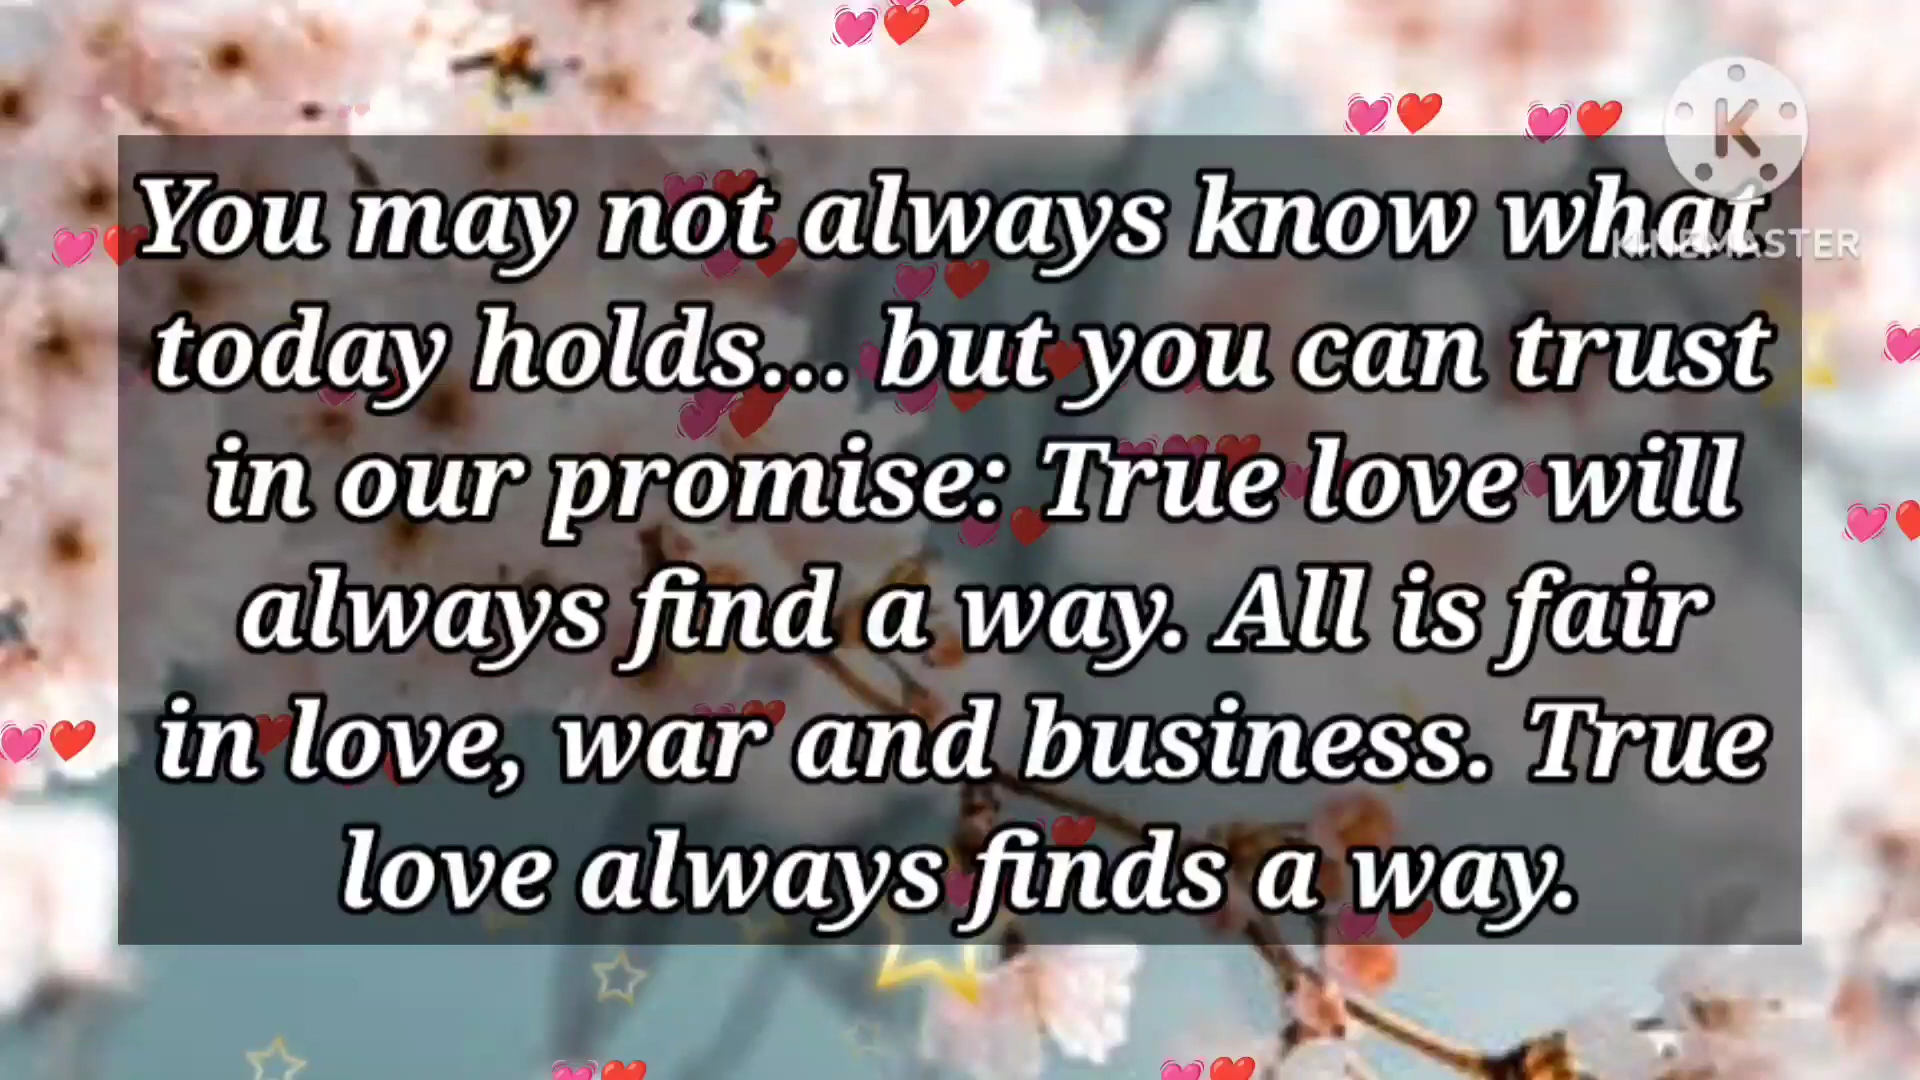 You may not always know what
today holds... but you can trust
in our promise: True love will
always find a way. All is fair
in love, war and business. True
love always finds a way.
K
KINEMASTER